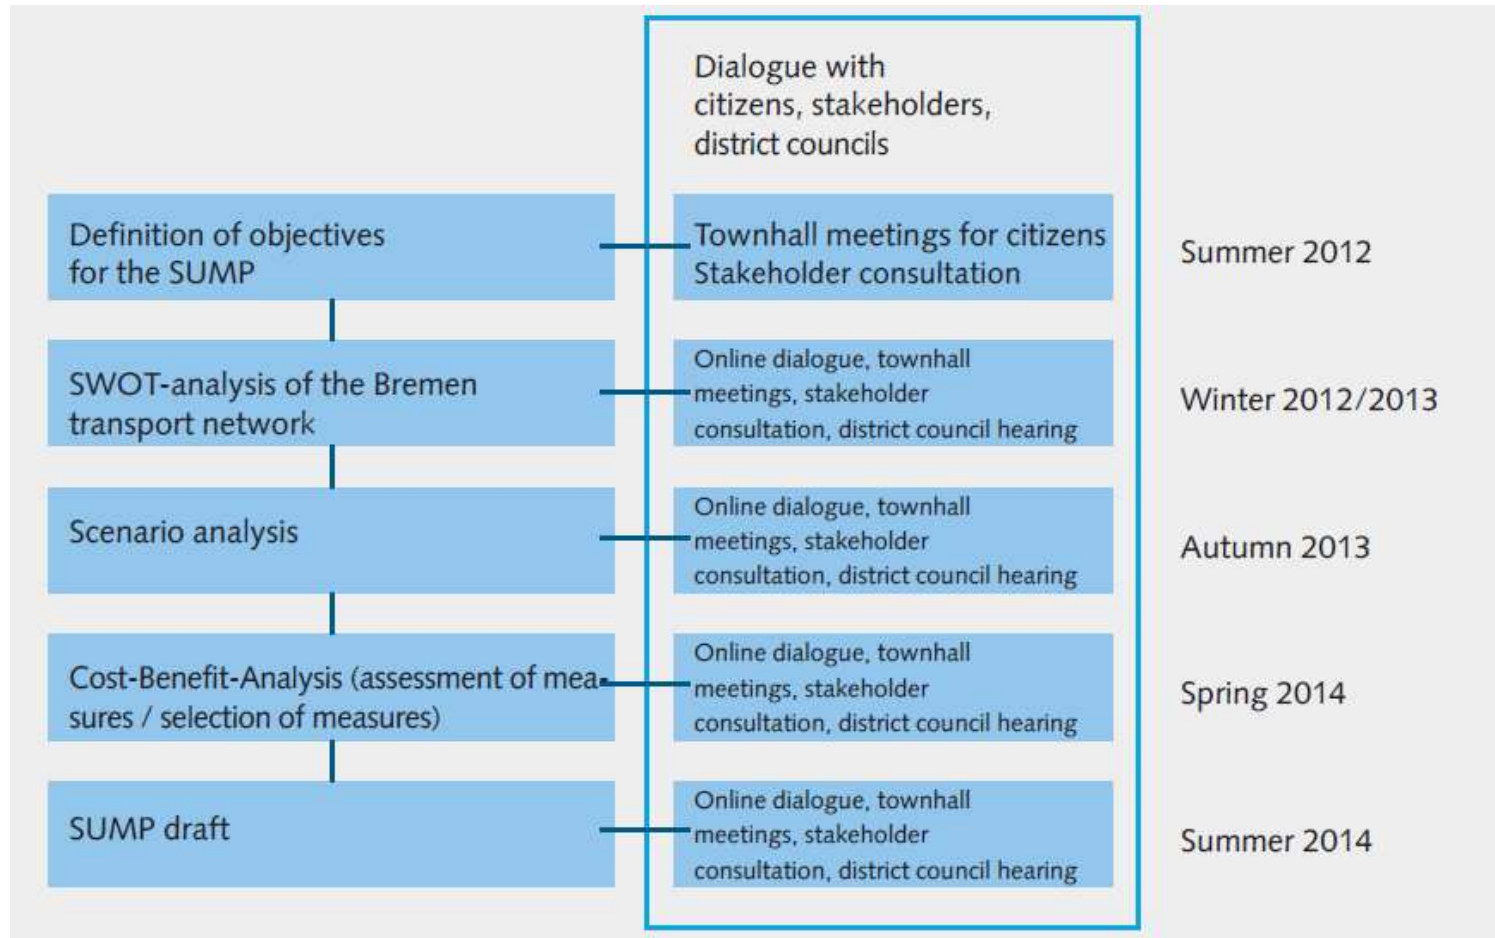 Dialogue with
citizens, stakeholders,
district councils
Definition of objectives
for the SUMP
Townhall meetings for citizens
Stakeholder consultation
Summer 2012
SWOT-analysis of the Bremen
transport network
Online dialogue, townhall
meetings, stakeholder
consultation, district council hearing
Winter 2012/2013
Scenario analysis
Online dialogue, townhall
meetings, stakeholder
consultation, district council hearing
Autumn 2013
Cost-Benefit-Analysis (assessment of mea-
sures / selection of measures)
Online dialogue, townhall
meetings, stakeholder
consultation, district council hearing
Spring 2014
SUMP draft
Online dialogue, townhall
meetings, stakeholder
consultation, district council hearing
Summer 2014